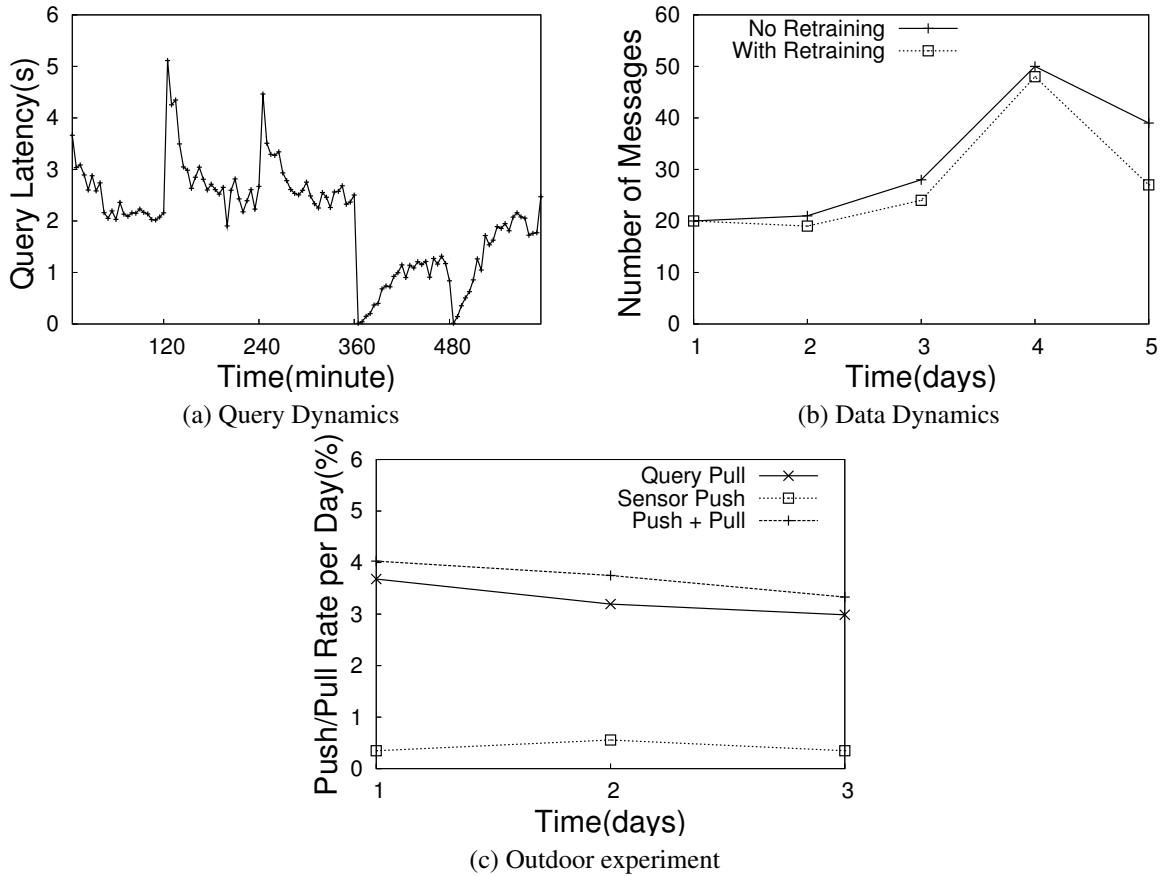 6
5
4
3
2
1
0
Query Latency(s)
120 240 360 480
Time(minute)
(a) Query Dynamics
No Retraining
With Retraining
60
50
40
30
20
10
0
Number of Messages
1 2 3 4 5
Time(days)
(b) Data Dynamics
Query Pull
Sensor Push
Push + Pull
6
5
4
3
2
1
0
Push/Pull Rate per Day(%)
1 2 3
Time(days)
(c) Outdoor experiment